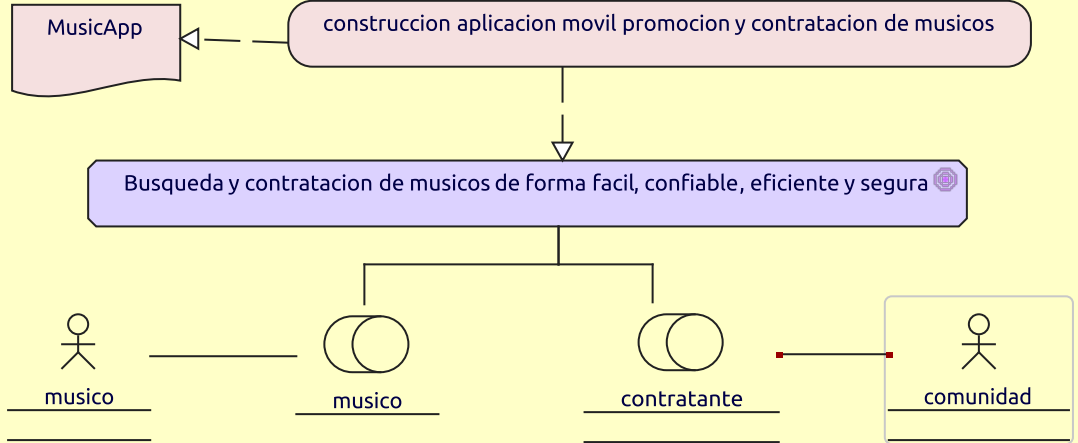 MusicApp
construccion aplicacion movil promocion y contratacion de musicos
Busqueda y contratacion de musicos de forma facil, confiable, eficiente y segura
musico
musico
contratante
comunidad